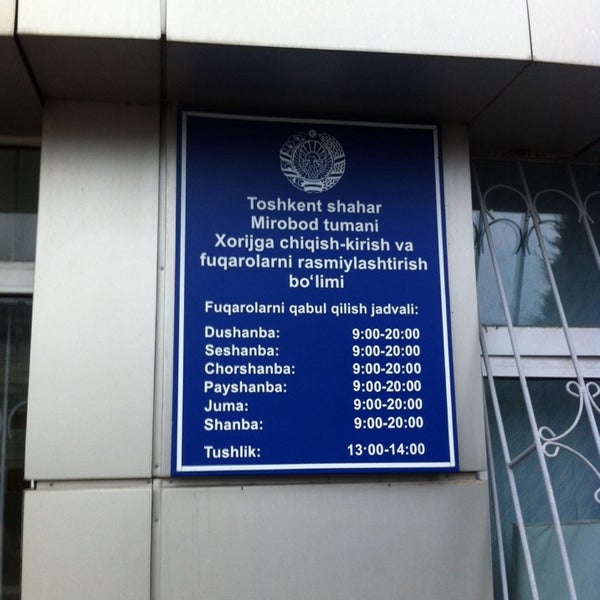 Toshkent shahar
Mirobod tumani
Xorijga chiqish-kirish va
fuqarolarni rasmiylashtirish
bo‘limi
Fuqarolarni qabul qilish jadvali:
Dushanba: 9:00-20:00
Seshanba: 9:00-20:00
Chorshanba: 9:00-20:00
Payshanba: 9:00-20:00
Juma: 9:00-20:00
Shanba: 9:00-20:00
Tushlik: 13:00-14:00